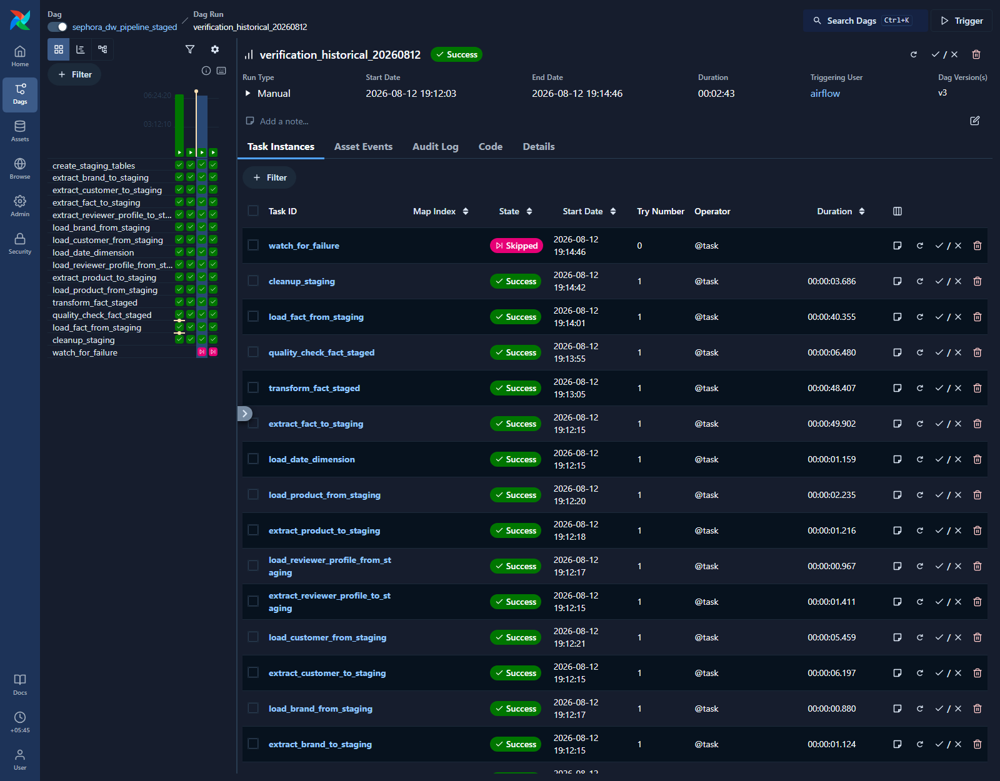 Dag
sephora_dw_pipeline_staged
/
Dag Run
verification_historical_20260812
Search Dags Ctrl+K
Trigger
Home
Dags
Assets
Browse
Admin
Security
Docs
+05:45
User
+ Filter
06:24:20
03:12:10
create_staging_tables
extract_brand_to_staging
extract_customer_to_staging
extract_fact_to_staging
extract_reviewer_profile_to_st...
load_brand_from_staging
load_customer_from_staging
load_date_dimension
load_reviewer_profile_from_st...
extract_product_to_staging
load_product_from_staging
transform_fact_staged
quality_check_fact_staged
load_fact_from_staging
cleanup_staging
watch_for_failure
verification_historical_20260812 Success
Run Type Start Date End Date Duration Triggering User Dag Version(s)
Manual 2026-08-12 19:12:03 2026-08-12 19:14:46 00:02:43 airflow v3
Add a note...
Task Instances Asset Events Audit Log Code Details
+ Filter
Task ID Map Index State Start Date Try Number Operator Duration
watch_for_failure Skipped 2026-08-12 19:14:46 0 @task
cleanup_staging Success 2026-08-12 19:14:42 1 @task 00:00:03.686
load_fact_from_staging Success 2026-08-12 19:14:01 1 @task 00:00:40.355
quality_check_fact_staged Success 2026-08-12 19:13:55 1 @task 00:00:06.480
transform_fact_staged Success 2026-08-12 19:13:05 1 @task 00:00:48.407
extract_fact_to_staging Success 2026-08-12 19:12:15 1 @task 00:00:49.902
load_date_dimension Success 2026-08-12 19:12:15 1 @task 00:00:01.159
load_product_from_staging Success 2026-08-12 19:12:20 1 @task 00:00:02.235
extract_product_to_staging Success 2026-08-12 19:12:18 1 @task 00:00:01.216
load_reviewer_profile_from_staging Success 2026-08-12 19:12:17 1 @task 00:00:00.967
extract_reviewer_profile_to_staging Success 2026-08-12 19:12:15 1 @task 00:00:01.411
load_customer_from_staging Success 2026-08-12 19:12:21 1 @task 00:00:05.459
extract_customer_to_staging Success 2026-08-12 19:12:15 1 @task 00:00:06.197
load_brand_from_staging Success 2026-08-12 19:12:17 1 @task 00:00:00.880
extract_brand_to_staging Success 2026-08-12 19:12:15 1 @task 00:00:01.124